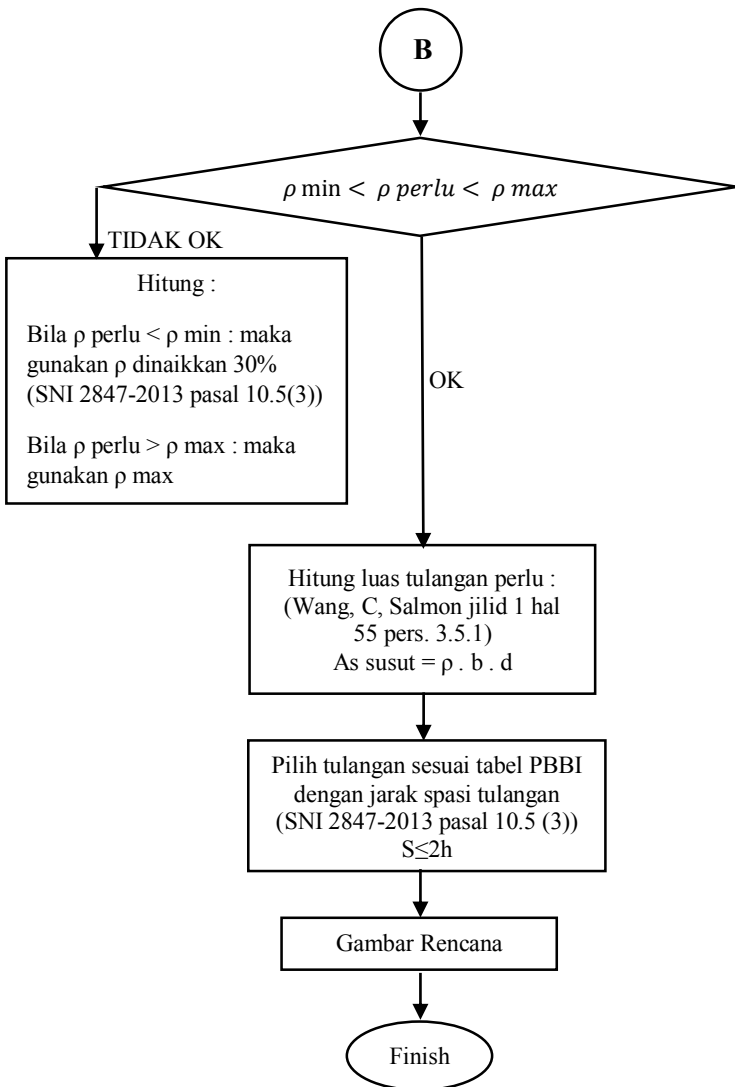 B
ρ min < ρ perlu < ρ max
TIDAK OK
Hitung :
Bila ρ perlu < ρ min : maka
gunakan ρ dinaikkan 30%
(SNI 2847-2013 pasal 10.5(3))
Bila ρ perlu > ρ max : maka
gunakan ρ max
OK
Hitung luas tulangan perlu :
(Wang, C, Salmon jilid 1 hal
55 pers. 3.5.1)
As susut = ρ . b . d
Pilih tulangan sesuai tabel PBBI
dengan jarak spasi tulangan
(SNI 2847-2013 pasal 10.5 (3))
S≤2h
Gambar Rencana
Finish